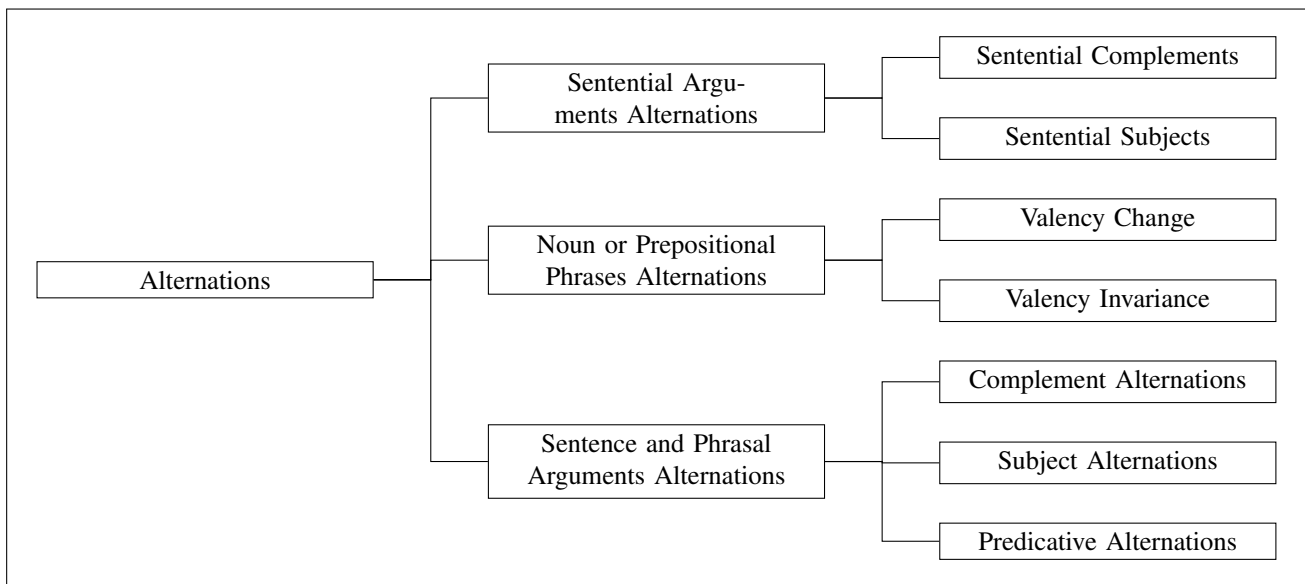 Alternations
Sentential Argu-
ments Alternations
Sentential Complements
Sentential Subjects
Noun or Prepositional
Phrases Alternations
Valency Change
Valency Invariance
Sentence and Phrasal
Arguments Alternations
Complement Alternations
Subject Alternations
Predicative Alternations